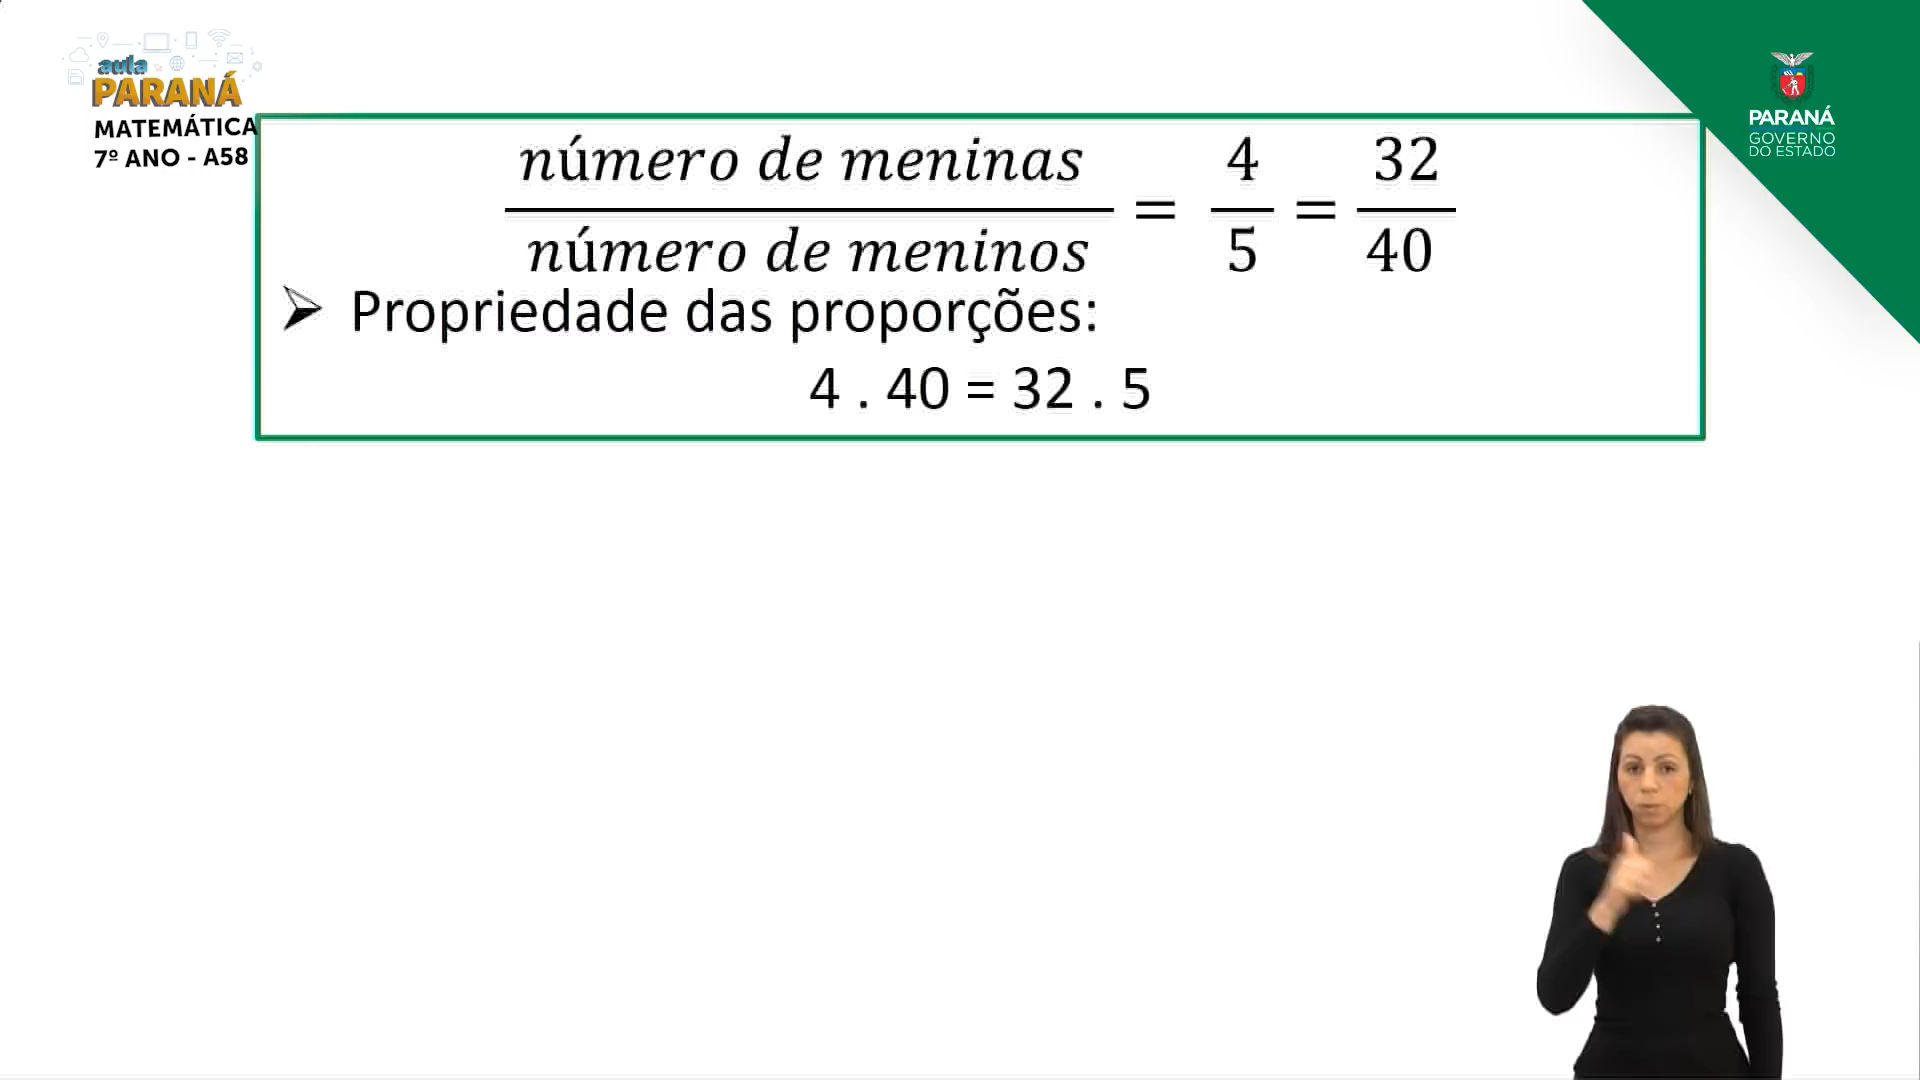 aula
PARANÁ
MATEMÁTICA
7º ANO - A58
PARANÁ
GOVERNO
DO ESTADO
número de meninas / número de meninos = 4/5 = 32/40
➢ Propriedade das proporções:
4 . 40 = 32 . 5